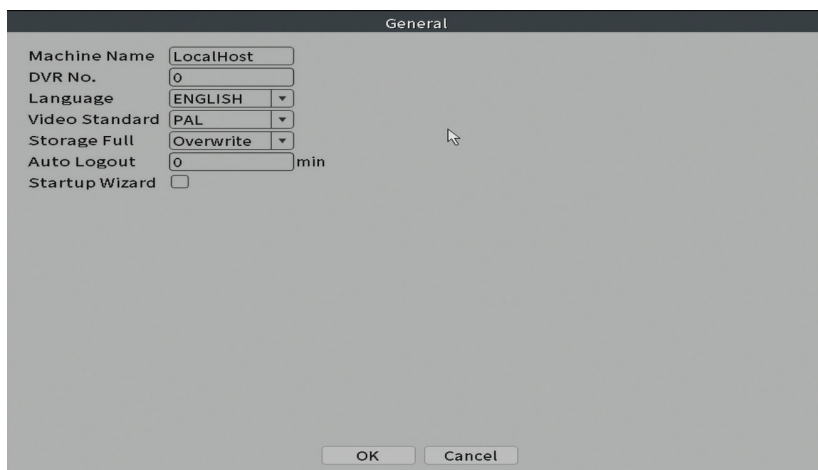 General
Machine Name LocalHost
DVR No. 0
Language ENGLISH
Video Standard PAL
Storage Full Overwrite
Auto Logout 0 min
Startup Wizard
OK Cancel